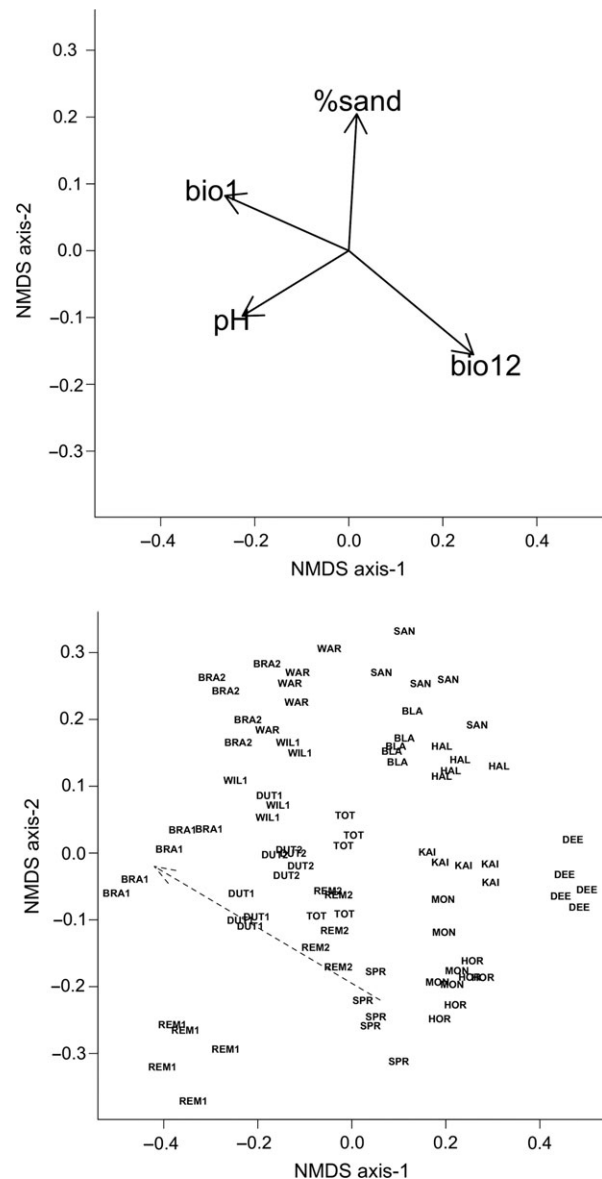 0.3
%sand
0.2
bio1
0.1
NMDS axis-2
0.0
pH
−0.1
bio12
−0.2
−0.3
−0.4 −0.2 0.0 0.2 0.4
NMDS axis-1
SAN
0.3 WAR
BRA2 WAR SAN
BRA2 WAR SAN SAN
BRA2
WAR BLA
0.2 BRA2
WAR SAN
BRA2 WIL1 BLA
WIL1 BLA HAL
BLA
BLA HAL HAL
HAL
WIL1 HAL
0.1
DUT1
WIL1
WIL1 TOT
BRA1 BRA1 TOT
NMDS axis-2
BRA1 TOT
DEE
0.0 DUT2 DUT2 KAI
DUT2 KAI KAI KAI
DUT2
BRA1 DUT2 KAI DEE
BRA1 DUT1 REM2 REM2 DEE DEE
MON DEE
−0.1 DUT1 DUT1 TOT TOT
DUT1 REM2 MON
REM2 HOR
REM2 SPR MON HOR HOR
MON MON
−0.2
SPR HOR
SPR HOR
REM1 REM1 SPR
REM1
−0.3
REM1 SPR
REM1
−0.4 −0.2 0.0 0.2 0.4
NMDS axis-1